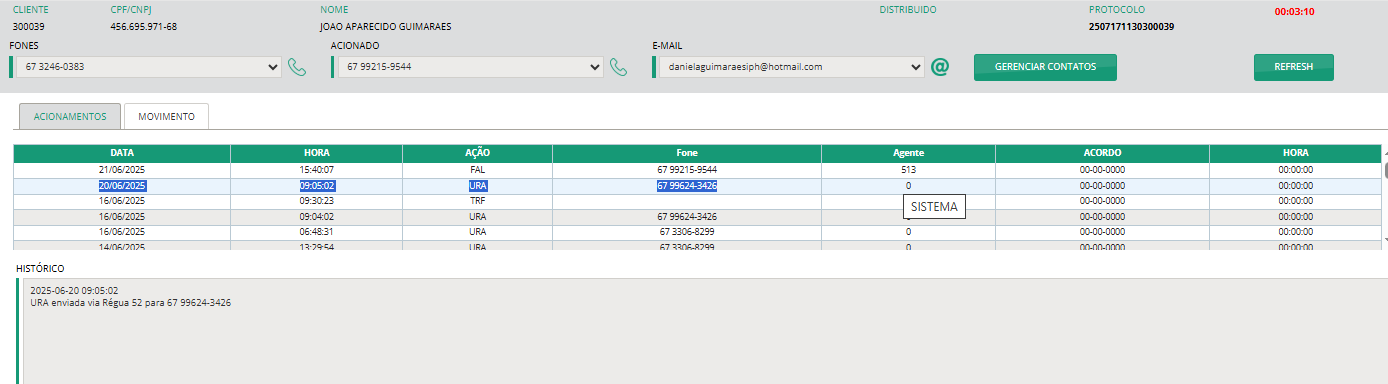 CLIENTE CPF/CNPJ NOME DISTRIBUIDO PROTOCOLO 00:03:10
300039 456.695.971-68 JOAO APARECIDO GUIMARAES 2507171130300039
FONES ACIONADO E-MAIL
67 3246-0383 67 99215-9544 danielaguimaraesiph@hotmail.com @ GERENCIAR CONTATOS REFRESH
ACIONAMENTOS MOVIMENTO
DATA HORA AÇÃO Fone Agente ACORDO HORA
21/06/2025 15:40:07 FAL 67 99215-9544 513 00-00-0000 00:00:00
20/06/2025 09:05:02 URA 67 99624-3426 0 00-00-0000 00:00:00
16/06/2025 09:30:23 TRF 00-00-0000 00:00:00
SISTEMA
16/06/2025 09:04:02 URA 67 99624-3426 00-00-0000 00:00:00
16/06/2025 06:48:31 URA 67 3306-8299 0 00-00-0000 00:00:00
14/06/2025 13:29:54 URA 67 3306-8299 0 00-00-0000 00:00:00
HISTÓRICO
2025-06-20 09:05:02
URA enviada via Régua 52 para 67 99624-3426